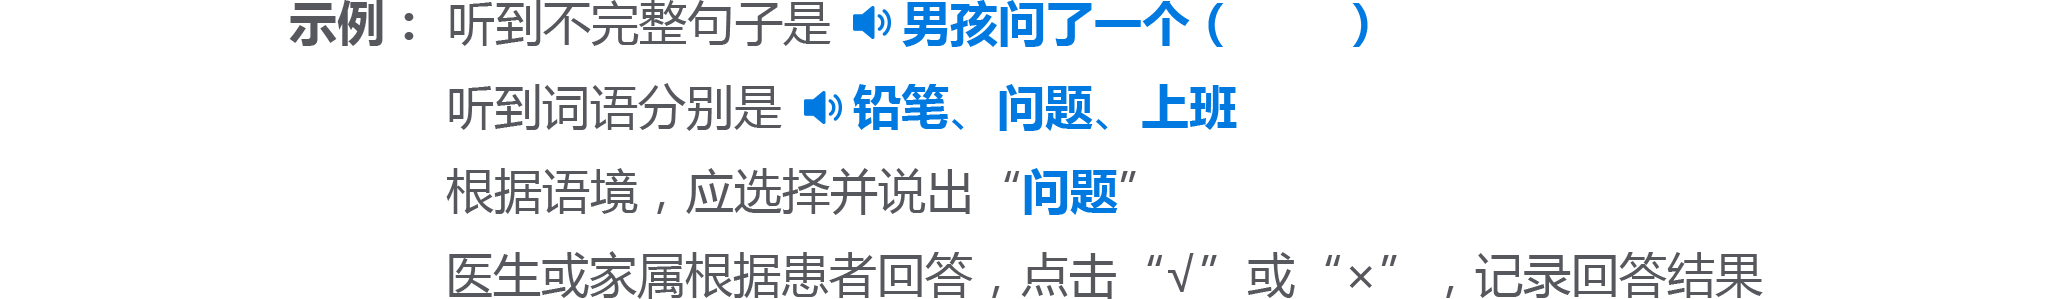 示例： 听到不完整句子是 男孩问了一个（ ）
听到词语分别是 铅笔、问题、上班
根据语境，应选择并说出“问题”
医生或家属根据患者回答，点击“√”或“×”，记录回答结果